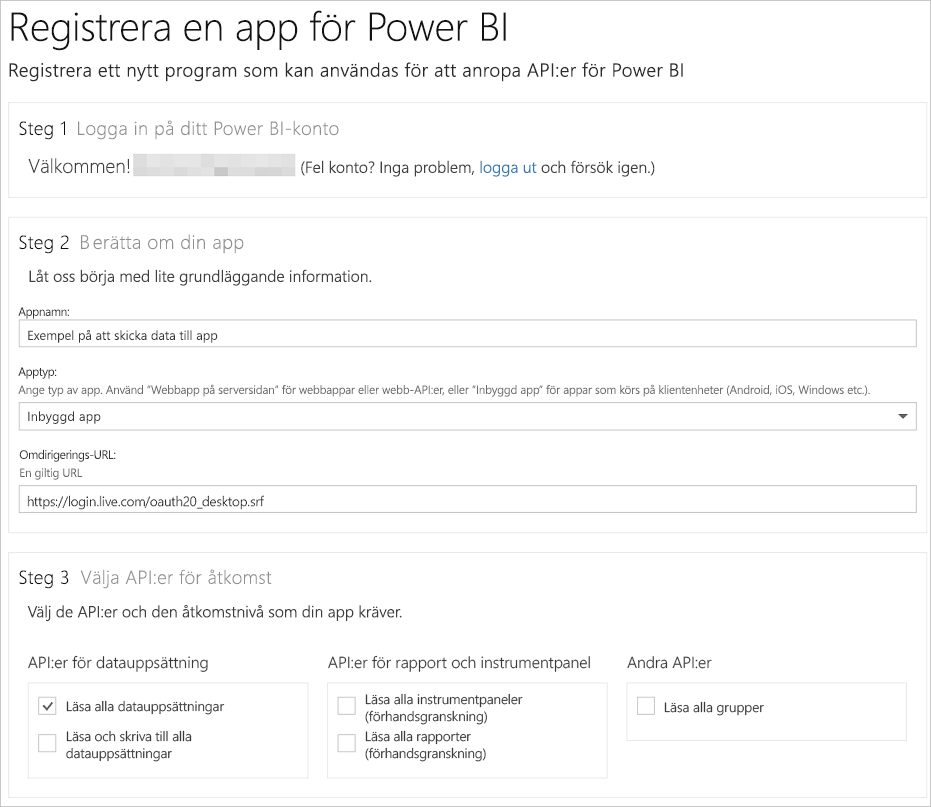 Registrera en app för Power BI
Registrera ett nytt program som kan användas för att anropa API:er för Power BI
Steg 1 Logga in på ditt Power BI-konto
Välkommen! (Fel konto? Inga problem, logga ut och försök igen.)
Steg 2 Berätta om din app
Låt oss börja med lite grundläggande information.
Appnamn:
Exempel på att skicka data till app
Apptyp:
Ange typ av app. Använd "Webbapp på serversidan" för webbappar eller webb-API:er, eller "Inbyggd app" för appar som körs på klientenheter (Android, iOS, Windows etc.).
Inbyggd app
Omdirigerings-URL:
En giltig URL
https://login.live.com/oauth20_desktop.srf
Steg 3 Välja API:er för åtkomst
Välj de API:er och den åtkomstnivå som din app kräver.
API:er för datauppsättning
Läsa alla datauppsättningar
Läsa och skriva till alla
datauppsättningar
API:er för rapport och instrumentpanel
Läsa alla instrumentpaneler
(förhandsgranskning)
Läsa alla rapporter
(förhandsgranskning)
Andra API:er
Läsa alla grupper